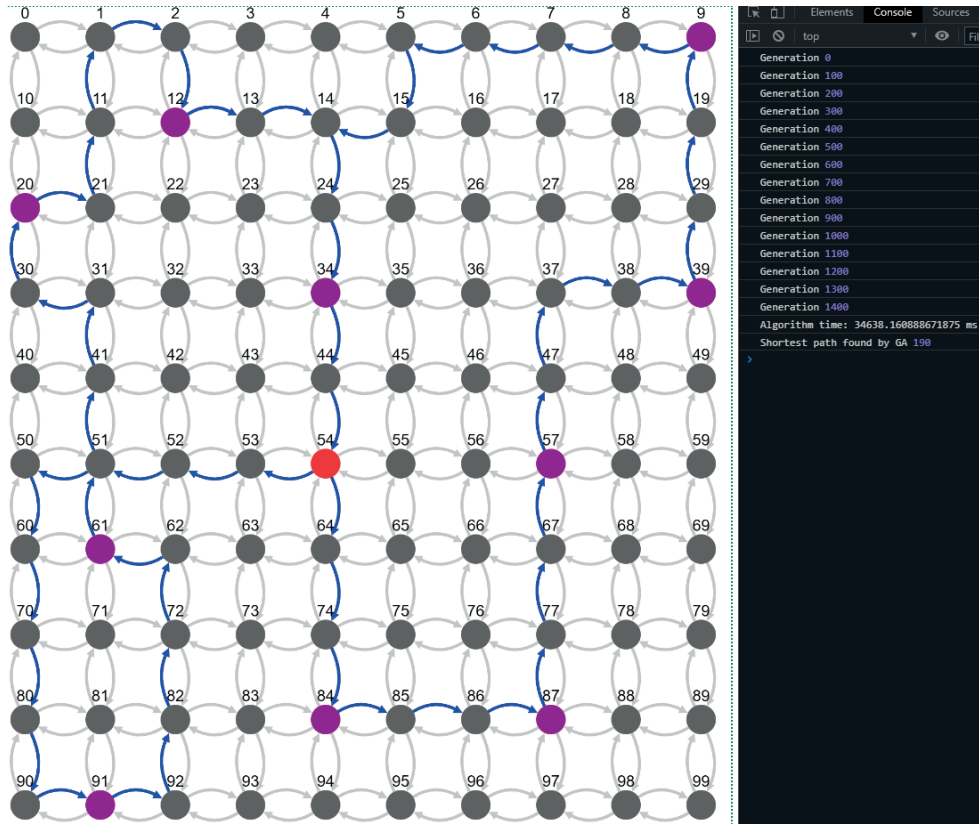 0 1 2 3 4 5 6 7 8 9
10 11 12 13 14 15 16 17 18 19
20 21 22 23 24 25 26 27 28 29
30 31 32 33 34 35 36 37 38 39
40 41 42 43 44 45 46 47 48 49
50 51 52 53 54 55 56 57 58 59
60 61 62 63 64 65 66 67 68 69
70 71 72 73 74 75 76 77 78 79
80 81 82 83 84 85 86 87 88 89
90 91 92 93 94 95 96 97 98 99
Elements Console Sources
top
Generation 0
Generation 100
Generation 200
Generation 300
Generation 400
Generation 500
Generation 600
Generation 700
Generation 800
Generation 900
Generation 1000
Generation 1100
Generation 1200
Generation 1300
Generation 1400
Algorithm time: 34638.160888671875 ms
Shortest path found by GA 190
>